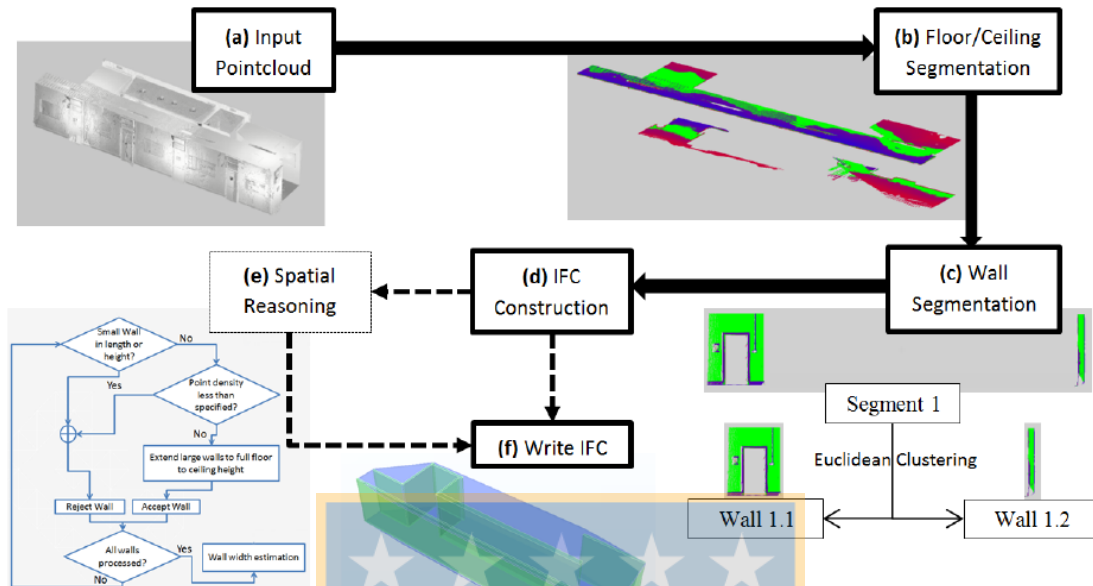 (a) Input
Pointcloud
(b) Floor/Ceiling
Segmentation
(c) Wall
Segmentation
(d) IFC
Construction
(e) Spatial
Reasoning
(f) Write IFC
Small Wall
in length or
height?
No
Yes
Point density
less than
specified?
No
Extend large walls to full floor
to ceiling height
Reject Wall
Accept Wall
All walls
processed?
Yes
Wall width estimation
No
Segment 1
Euclidean Clustering
Wall 1.1
Wall 1.2